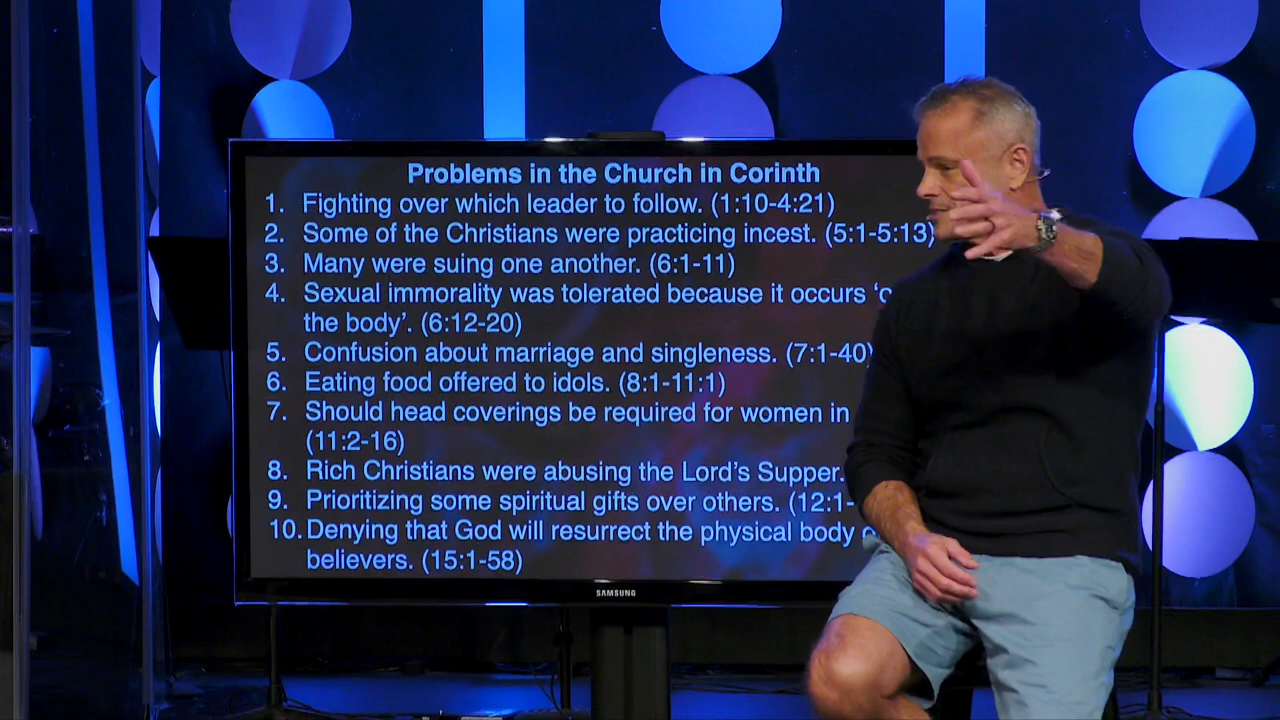 Problems in the Church in Corinth
1. Fighting over which leader to follow. (1:10-4:21)
2. Some of the Christians were practicing incest. (5:1-5:13)
3. Many were suing one another. (6:1-11)
4. Sexual immorality was tolerated because it occurs
the body’. (6:12-20)
5. Confusion about marriage and singleness. (7:1-40)
6. Eating food offered to idols. (8:1-11:1)
7. Should head coverings be required for women in
(11:2-16)
8. Rich Christians were abusing the Lord’s Supper.
9. Prioritizing some spiritual gifts over others. (12:1-
10. Denying that God will resurrect the physical body
believers. (15:1-58)
SAMSUNG